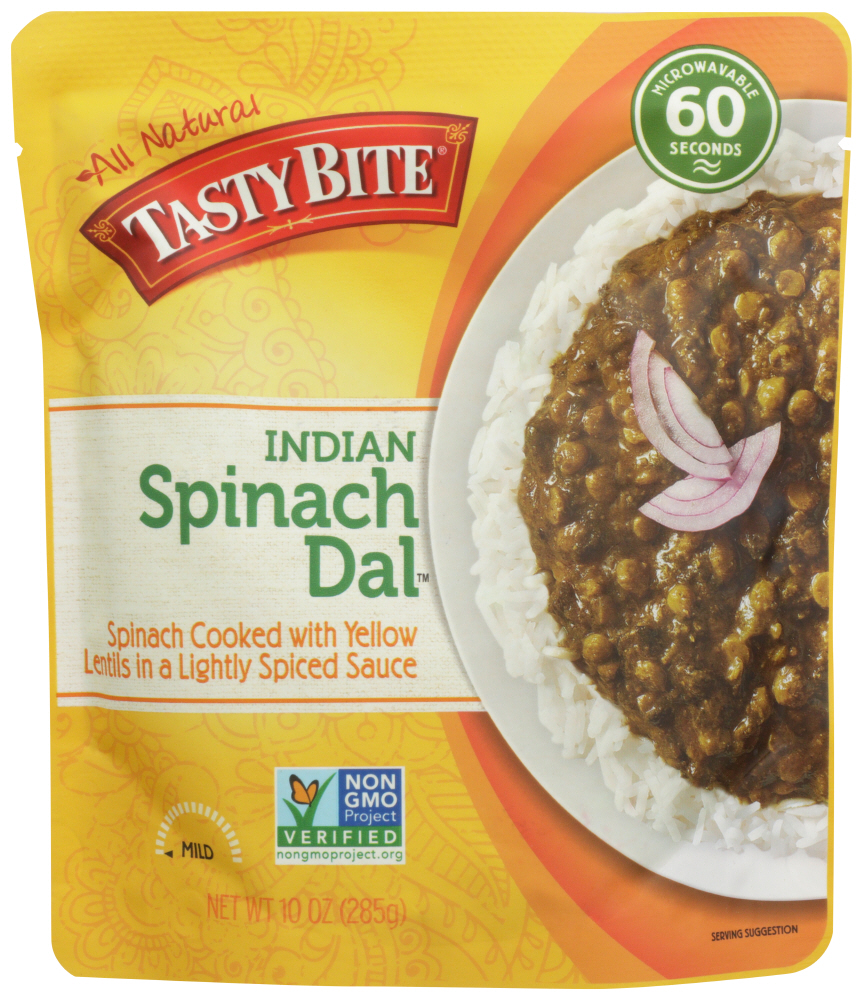 All Natural
TASTY BITE®
MICROWAVABLE
60
SECONDS
INDIAN
Spinach
Dal™
Spinach Cooked with Yellow
Lentils in a Lightly Spiced Sauce
NON
GMO
Project
VERIFIED
nongmoproject.org
MILD
NET WT 10 OZ (285g)
SERVING SUGGESTION